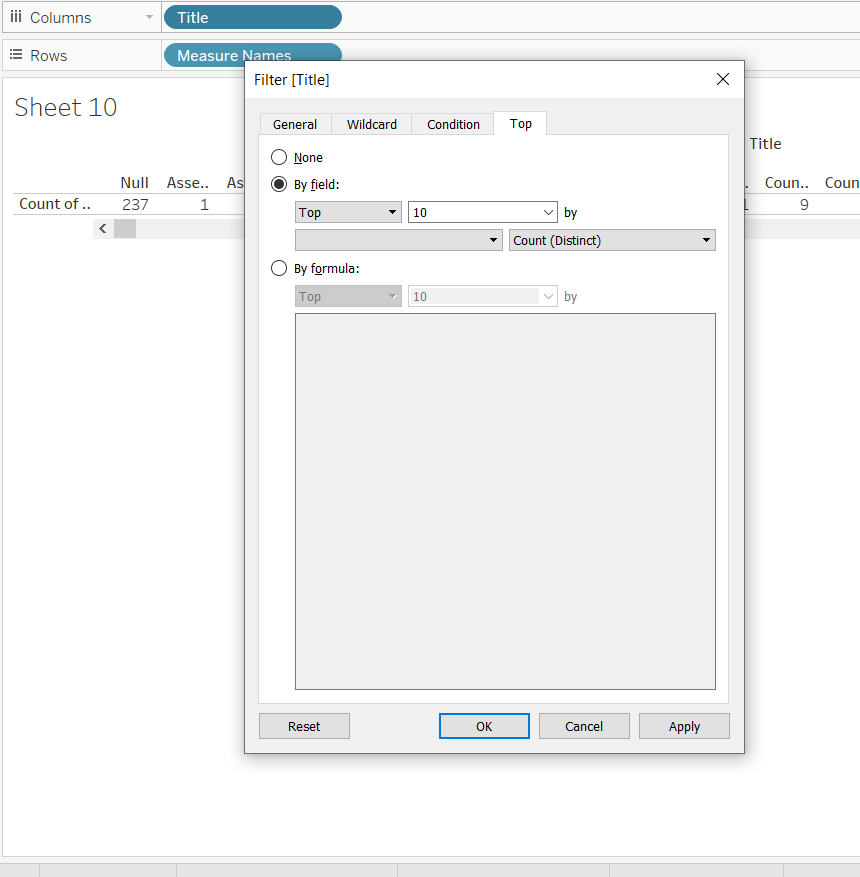 Columns Title
Rows Measure Names
Sheet 10
Filter [Title]
General Wildcard Condition Top
None
By field:
Top 10 by
Count (Distinct)
By formula:
Top 10 by
Reset OK Cancel Apply
Title
Null Asse.. As Coun.. Coun
Count of .. 237 1 1 9